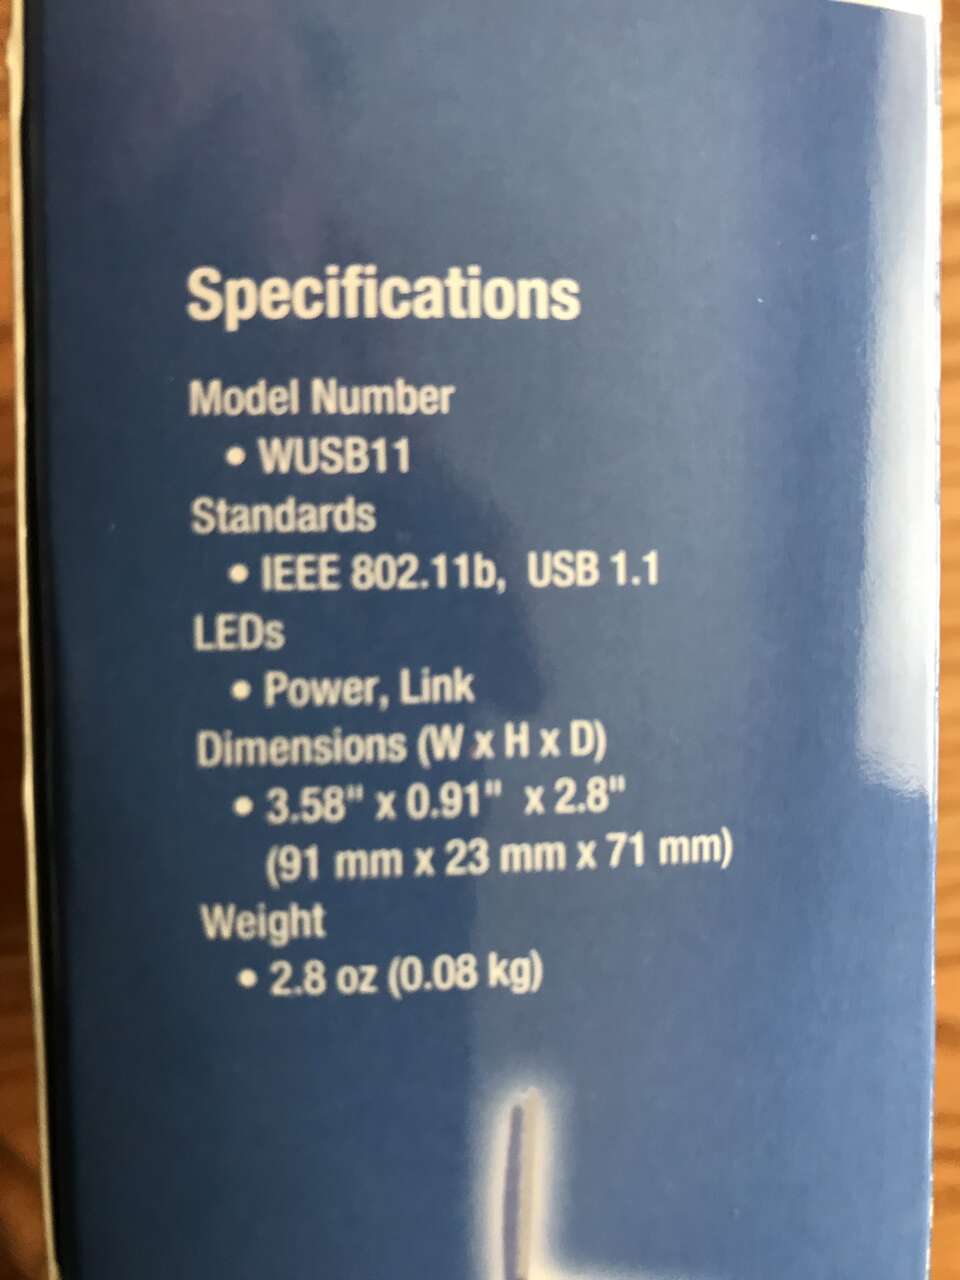 Specifications
Model Number
• WUSB11
Standards
• IEEE 802.11b, USB 1.1
LEDs
• Power, Link
Dimensions (W x H x D)
• 3.58" x 0.91" x 2.8"
(91 mm x 23 mm x 71 mm)
Weight
• 2.8 oz (0.08 kg)